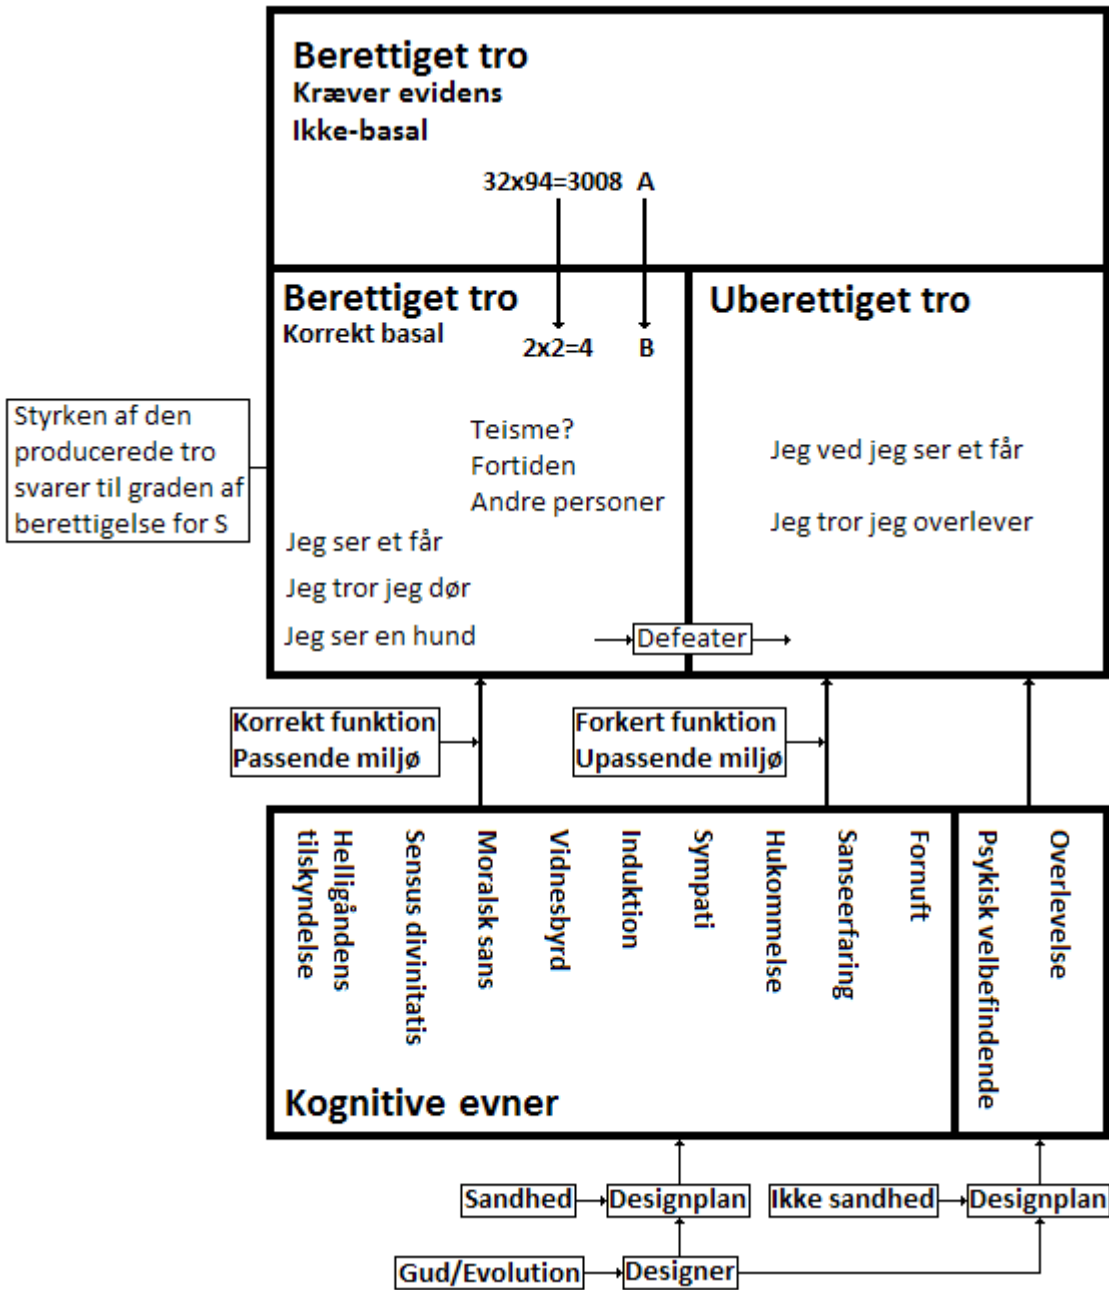 Berettiget tro
Kræver evidens
Ikke-basal
32x94=3008 A
Berettiget tro
Korrekt basal
2x2=4 B
Uberettiget tro
Styrken af den
producerede tro
svarer til graden af
berettigelse for S
Teisme?
Fortiden
Andre personer
Jeg ser et får
Jeg tror jeg dør
Jeg ser en hund
Jeg ved jeg ser et får
Jeg tror jeg overlever
Defeater
Korrekt funktion
Passende miljø
Forkert funktion
Upassende miljø
Helligåndens
tilskyndelse
Sensus divinitatis
Moralsk sans
Vidnesbyrd
Induktion
Sympati
Hukommelse
Sanseerfaring
Fornuft
Psykisk velbefindende
Overlevelse
Kognitive evner
Sandhed
Designplan
Ikke sandhed
Designplan
Gud/Evolution
Designer